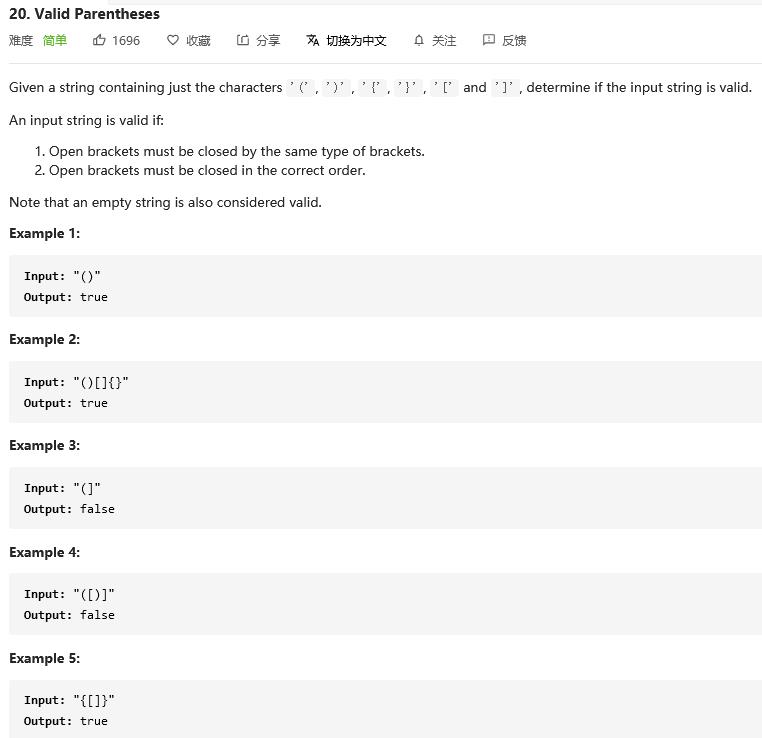 20. Valid Parentheses
难度 简单 1696 收藏 分享 切换为中文 关注 反馈
Given a string containing just the characters '(', ')', '{', '}', '[' and ']', determine if the input string is valid.
An input string is valid if:
1. Open brackets must be closed by the same type of brackets.
2. Open brackets must be closed in the correct order.
Note that an empty string is also considered valid.
Example 1:
Input: "()"
Output: true
Example 2:
Input: "()[]{}"
Output: true
Example 3:
Input: "(]"
Output: false
Example 4:
Input: "([)]"
Output: false
Example 5:
Input: "{[]}"
Output: true